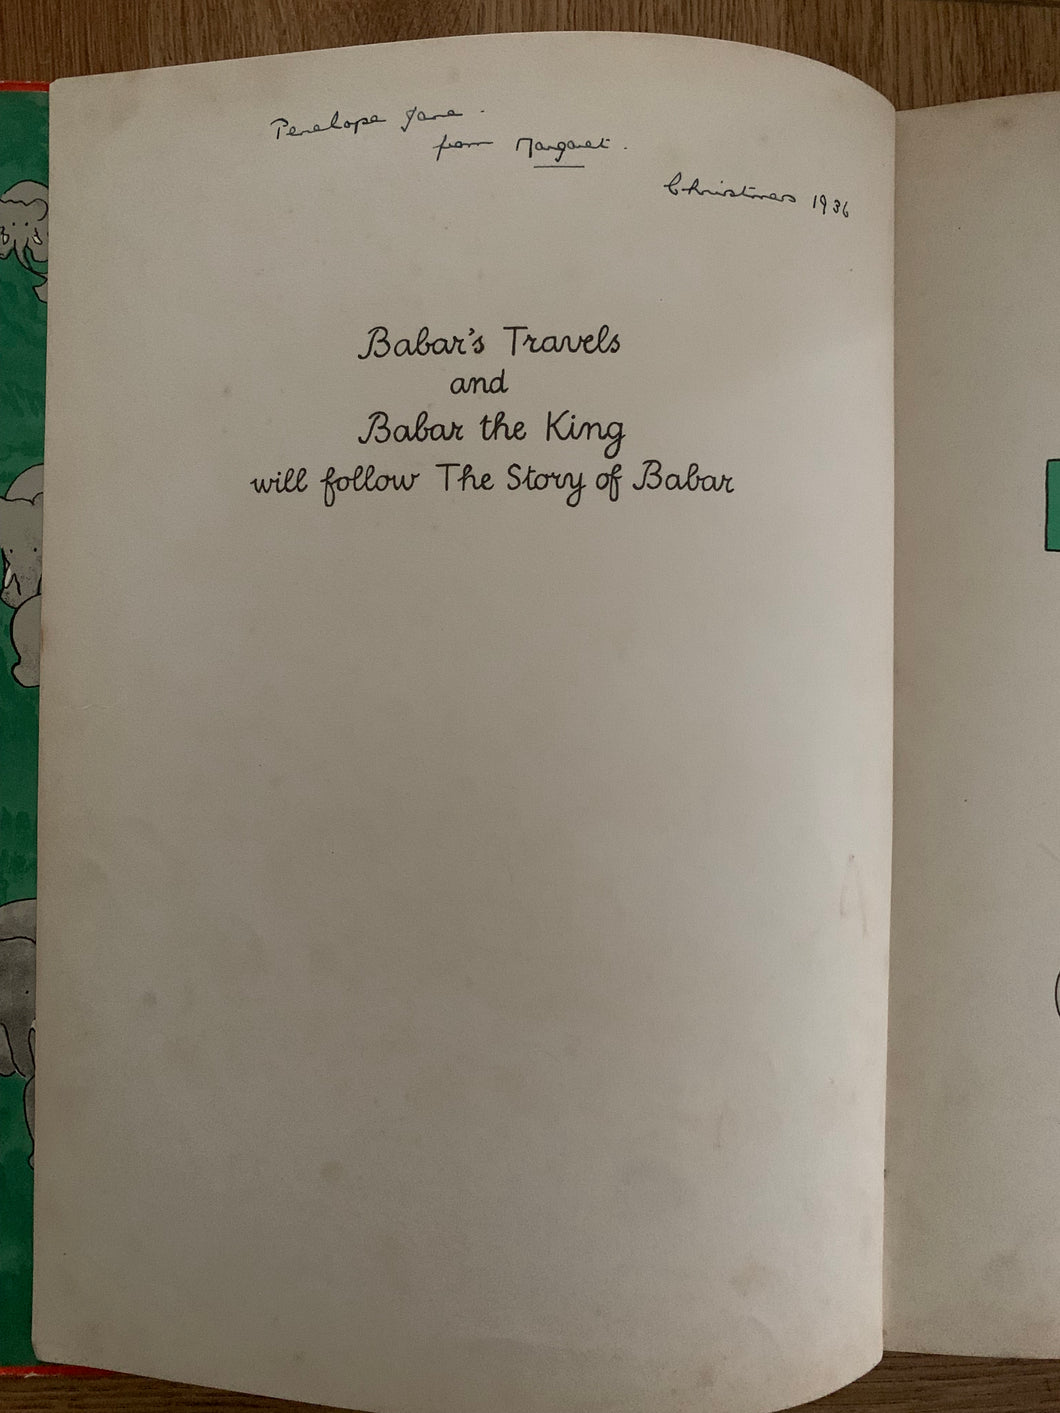 Penelope Jane.
from Margaret.
Christmas 1936
Babar's Travels
and
Babar the King
will follow The Story of Babar